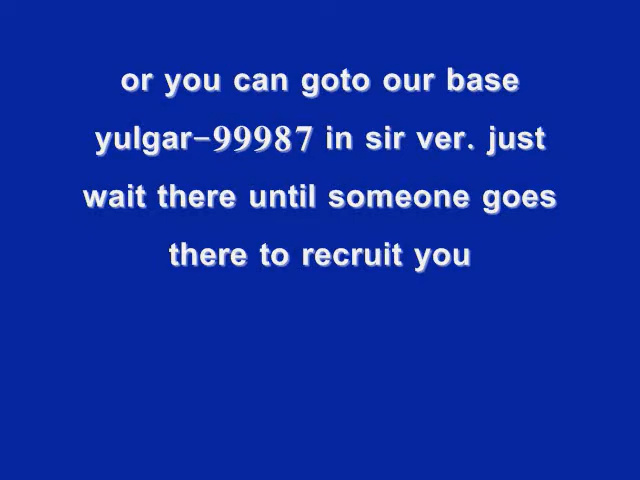 or you can goto our base
yulgar-99987 in sir ver. just
wait there until someone goes
there to recruit you